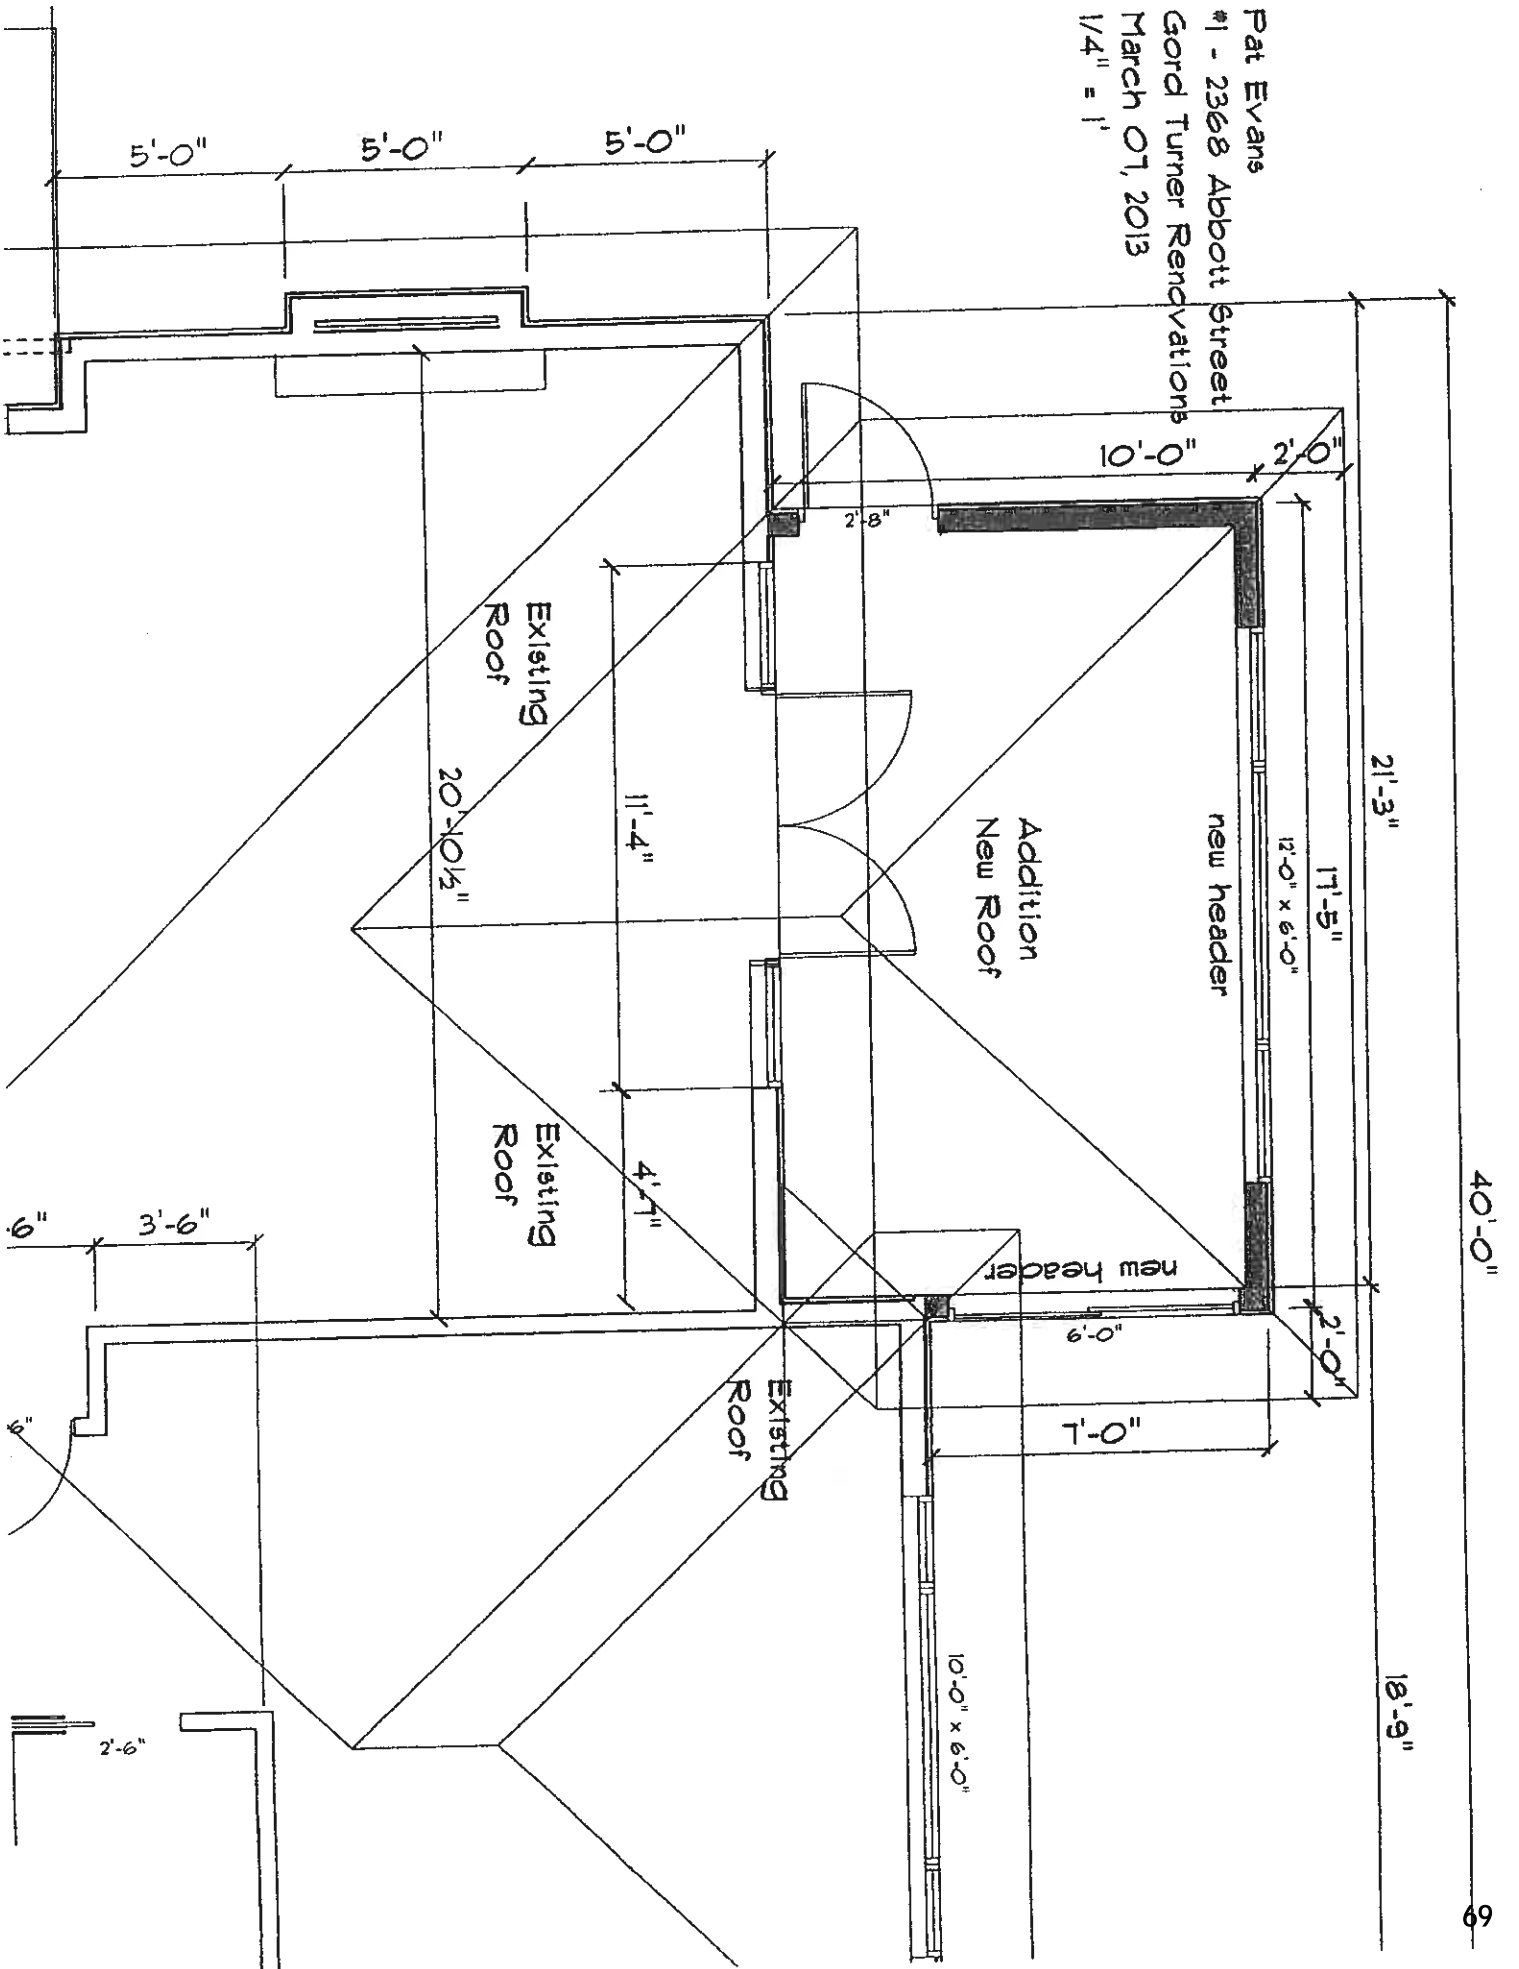 Pat Evans
#1 - 2368 Abbott Street
Gord Turner Renovations
March 07, 2013
1/4" = 1'
5'-0"
5'-0"
5'-0"
40'-0"
21'-3"
18'-9"
10'-0"
2'-0"
17'-5"
12'-0" x 6'-0"
new header
2'-8"
Addition
New Roof
Existing
Roof
11'-4"
20'-10½"
Existing
Roof
4'-7"
new header
6'-0"
2'-0"
7'-0"
Existing
Roof
10'-0" x 6'-0"
3'-6"
-6"
6"
2'-6"
69